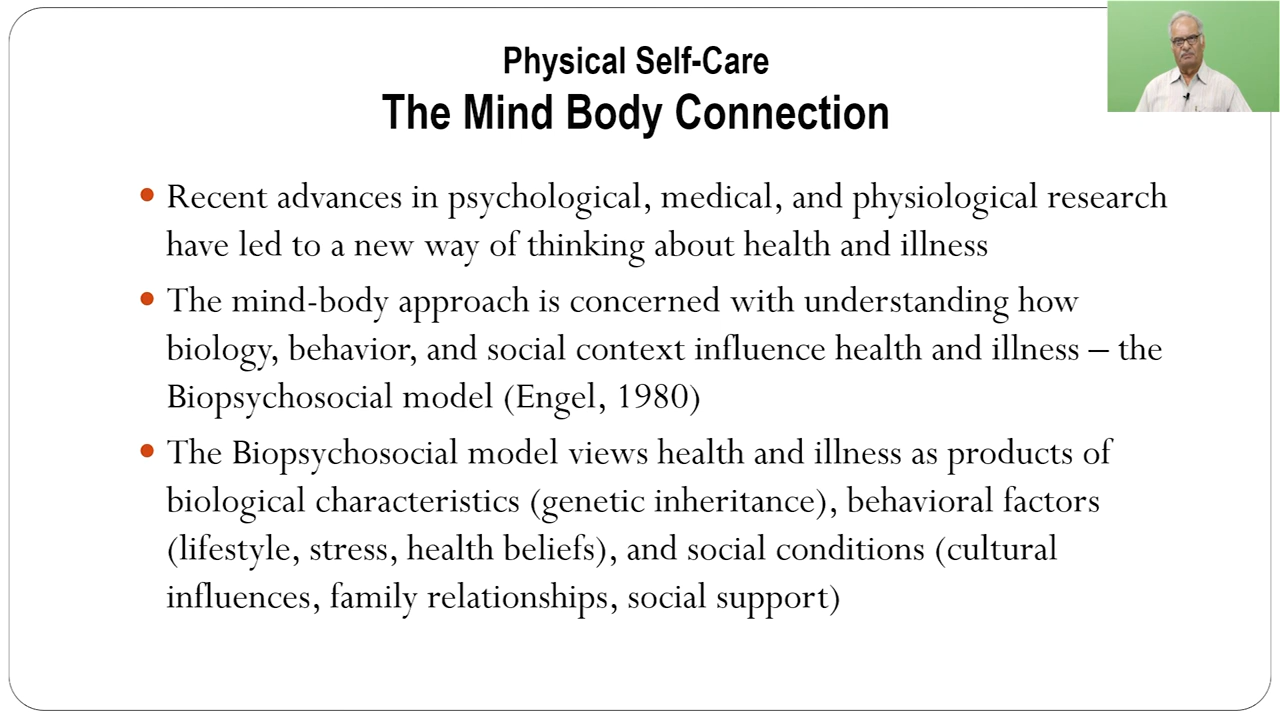 Physical Self-Care
The Mind Body Connection
• Recent advances in psychological, medical, and physiological research
have led to a new way of thinking about health and illness
• The mind-body approach is concerned with understanding how
biology, behavior, and social context influence health and illness – the
Biopsychosocial model (Engel, 1980)
• The Biopsychosocial model views health and illness as products of
biological characteristics (genetic inheritance), behavioral factors
(lifestyle, stress, health beliefs), and social conditions (cultural
influences, family relationships, social support)